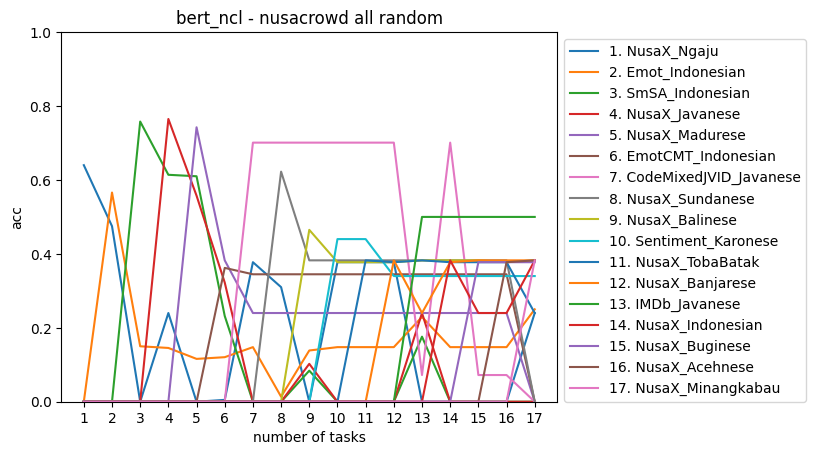 bert_ncl - nusacrowd all random
1.0
0.8
0.6
0.4
0.2
0.0
acc
1 2 3 4 5 6 7 8 9 10 11 12 13 14 15 16 17
number of tasks
1. NusaX_Ngaju
2. Emot_Indonesian
3. SmSA_Indonesian
4. NusaX_Javanese
5. NusaX_Madurese
6. EmotCMT_Indonesian
7. CodeMixedJVID_Javanese
8. NusaX_Sundanese
9. NusaX_Balinese
10. Sentiment_Karonese
11. NusaX_TobaBatak
12. NusaX_Banjarese
13. IMDb_Javanese
14. NusaX_Indonesian
15. NusaX_Buginese
16. NusaX_Acehnese
17. NusaX_Minangkabau